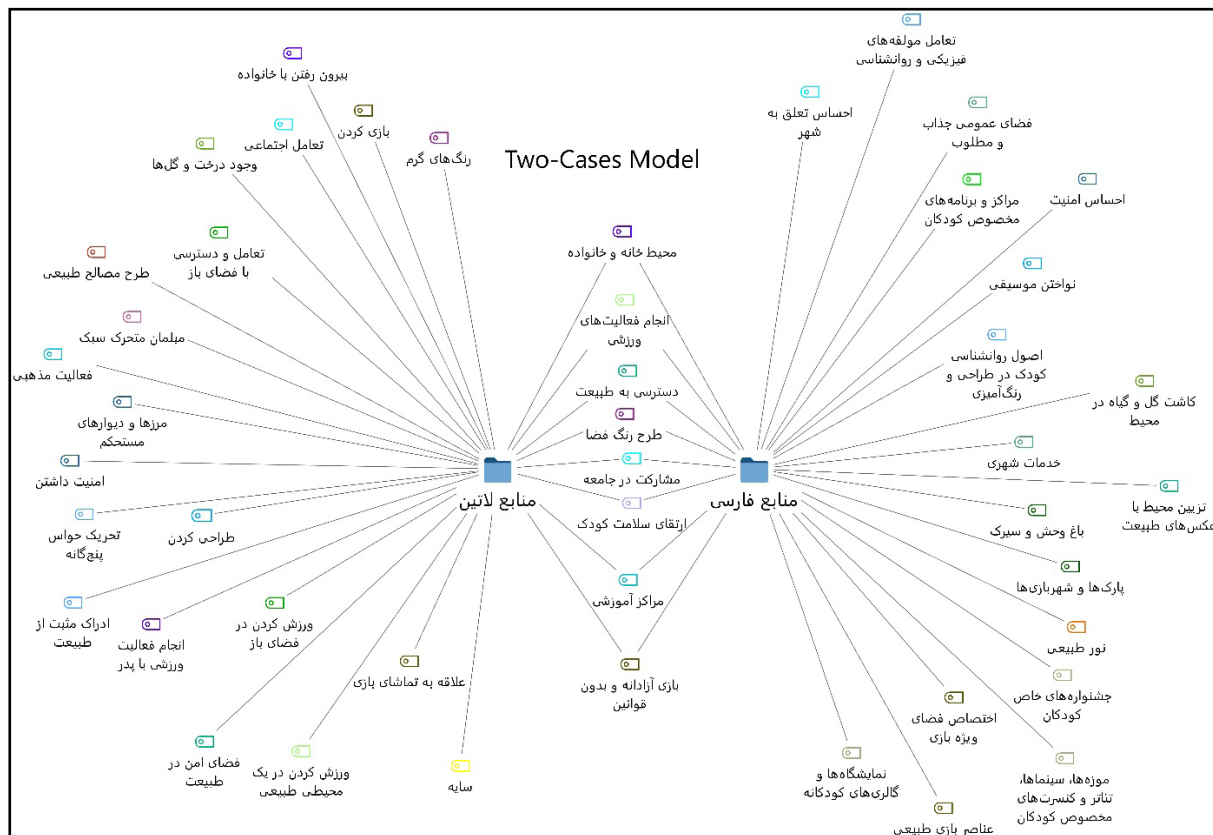 Two-Cases Model
تعامل مولفه‌های
فیزیکی و روانشناسی
احساس تعلق به
شهر
فضای عمومی جذاب
و مطلوب
مراکز و برنامه‌های
مخصوص کودکان
احساس امنیت
نواختن موسیقی
اصول روانشناسی
کودک در طراحی و
رنگ‌آمیزی
کاشت گل و گیاه در
محیط
خدمات شهری
تزیین محیط با
عکس‌های طبیعت
باغ وحش و سیرک
پارک‌ها و شهربازی‌ها
نور طبیعی
جشنواره‌های خاص
کودکان
اختصاص فضای
ویژه بازی
موزه‌ها، سینماها،
تئاتر و کنسرت‌های
مخصوص کودکان
نمایشگاه‌ها و
گالری‌های کودکانه
عناصر بازی طبیعی
منابع فارسی
محیط خانه و خانواده
انجام فعالیت‌های
ورزشی
دسترسی به طبیعت
طرح رنگ فضا
مشارکت در جامعه
ارتقای سلامت کودک
مراکز آموزشی
بازی آزادانه و بدون
قوانین
منابع لاتین
بیرون رفتن با خانواده
بازی کردن
رنگ‌های گرم
تعامل اجتماعی
وجود درخت و گل‌ها
تعامل و دسترسی
با فضای باز
طرح مصالح طبیعی
مبلمان متحرک سبک
فعالیت مذهبی
مرزها و دیوارهای
مستحکم
امنیت داشتن
تحریک حواس
پنج‌گانه
طراحی کردن
ادراک مثبت از
طبیعت
انجام فعالیت
ورزشی با پدر
ورزش کردن در
فضای باز
علاقه به تماشای بازی
فضای امن در
طبیعت
ورزش کردن در یک
محیطی طبیعی
سایه